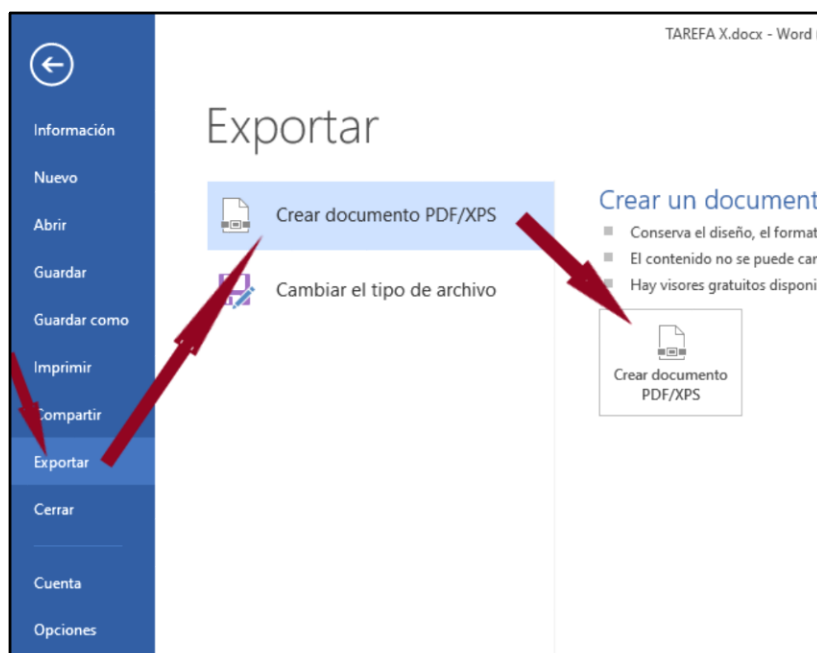 TAREFA X.docx - Word
Exportar
Información
Nuevo
Abrir
Guardar
Guardar como
Imprimir
Compartir
Exportar
Cerrar
Cuenta
Opciones
Crear documento PDF/XPS
Cambiar el tipo de archivo
Crear un document
Conserva el diseño, el format
El contenido no se puede
Hay visores gratuitos
Crear documento
PDF/XPS